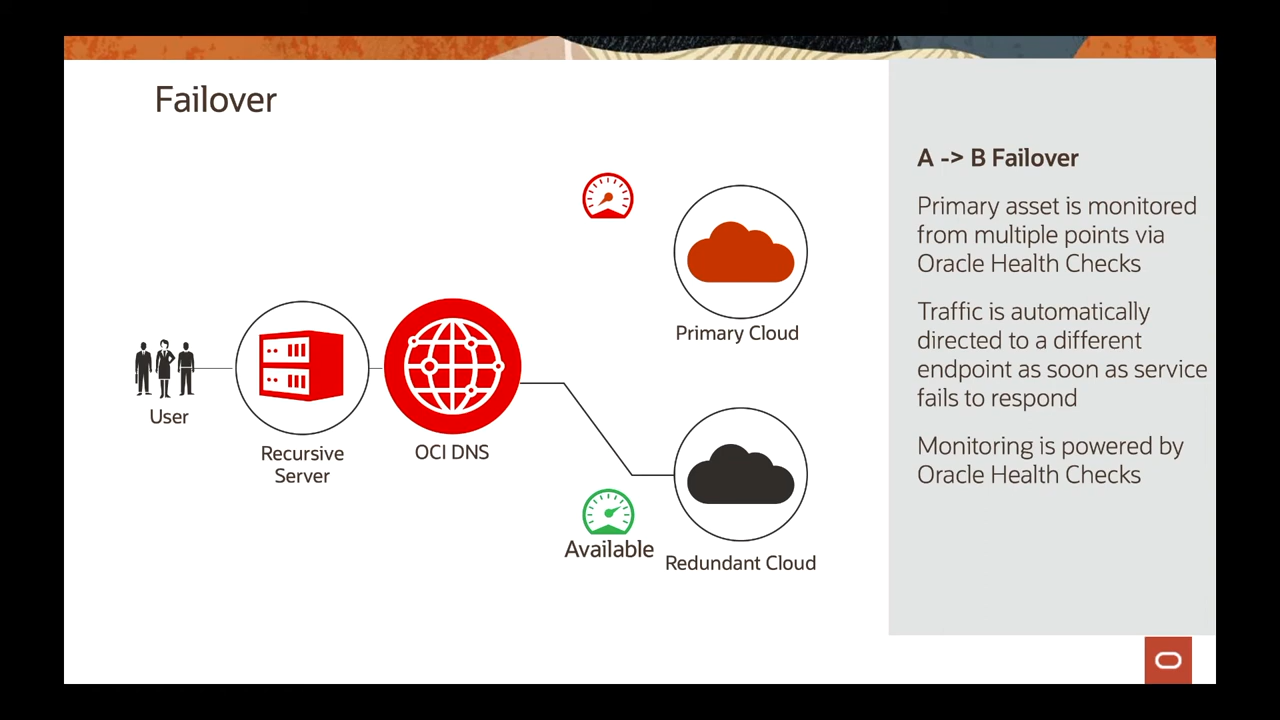 Failover
Primary Cloud
User
Recursive
Server
OCI DNS
Available
Redundant Cloud
A -> B Failover
Primary asset is monitored
from multiple points via
Oracle Health Checks
Traffic is automatically
directed to a different
endpoint as soon as service
fails to respond
Monitoring is powered by
Oracle Health Checks